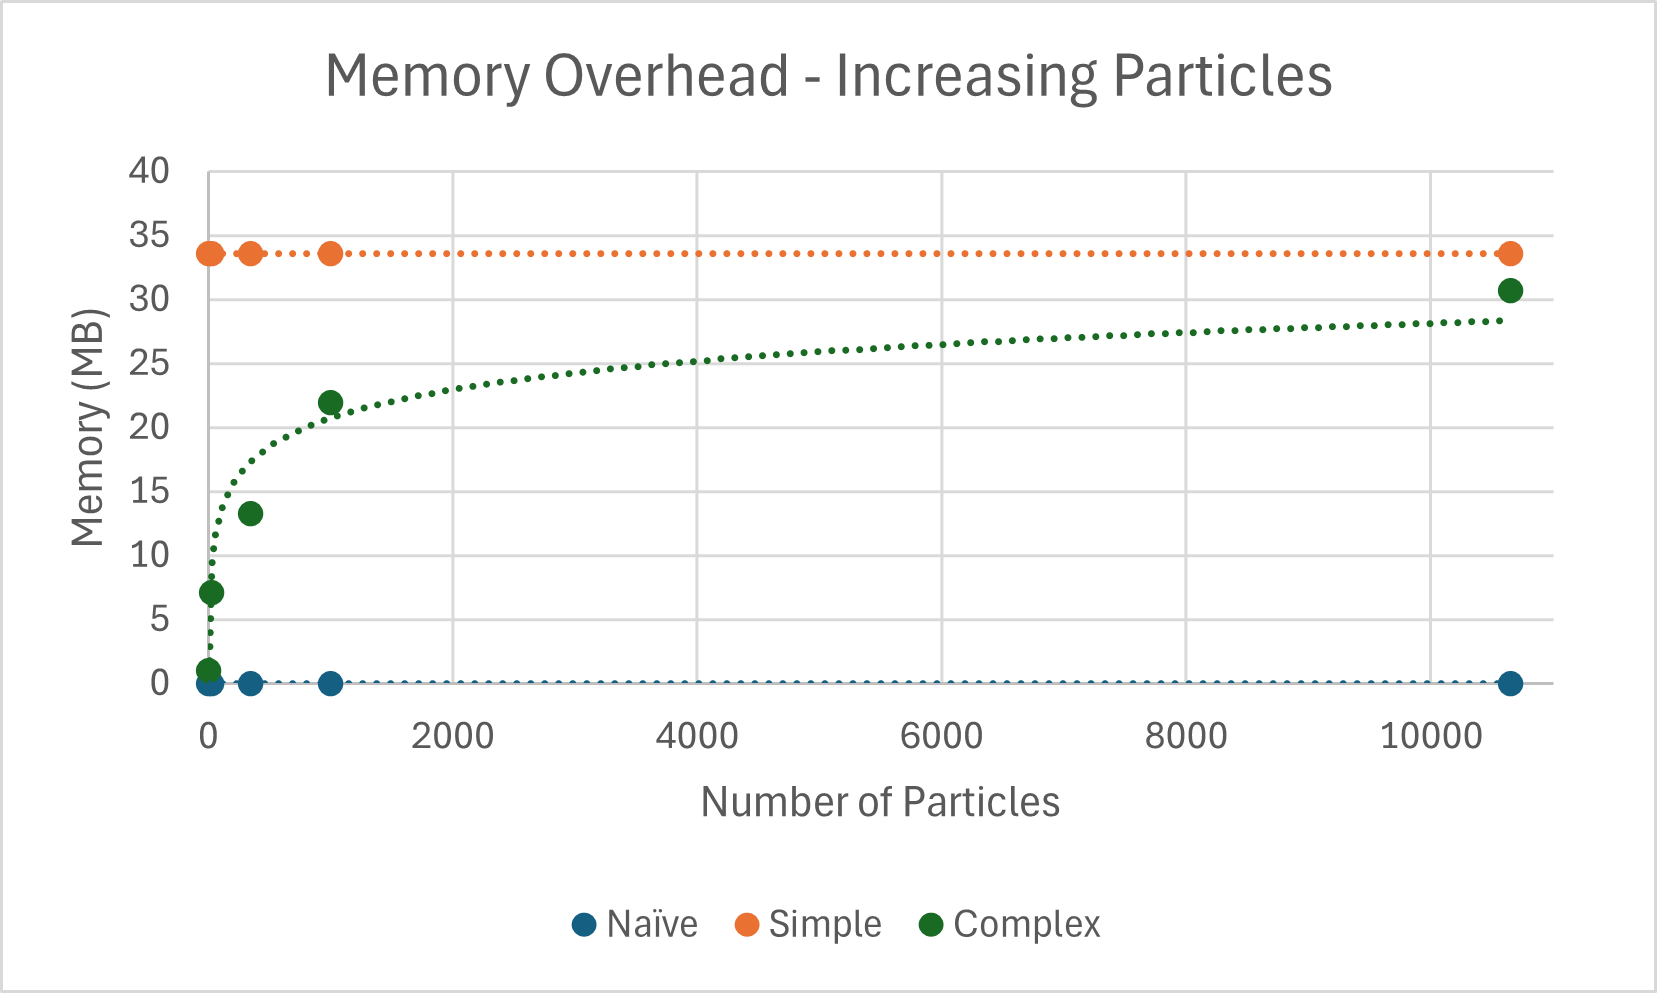 Memory Overhead - Increasing Particles
40
35
30
25
20
15
10
5
0
Memory (MB)
0 2000 4000 6000 8000 10000
Number of Particles
Naïve Simple Complex